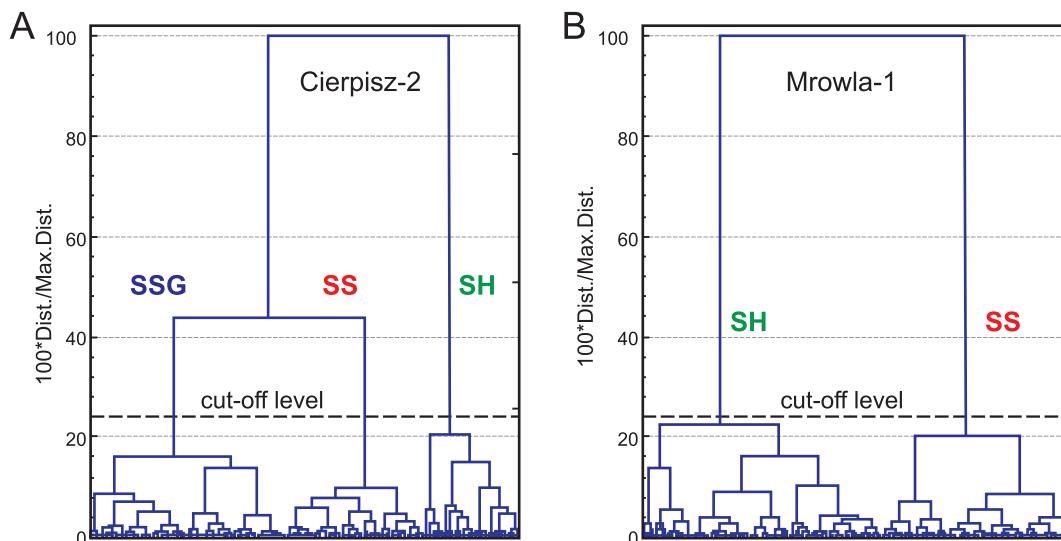 A
100
80
60
40
20
0
100*Dist./Max.Dist.
Cierpisz-2
SSG
SS
SH
cut-off level
B
100
80
60
40
20
0
100*Dist./Max.Dist.
Mrowla-1
SH
SS
cut-off level